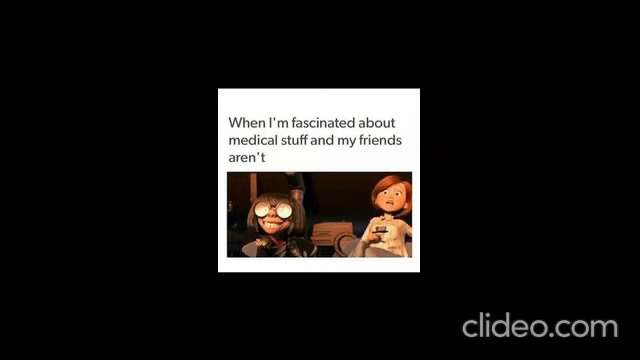 When I'm fascinated about
medical stuff and my friends
aren't
clideo.com